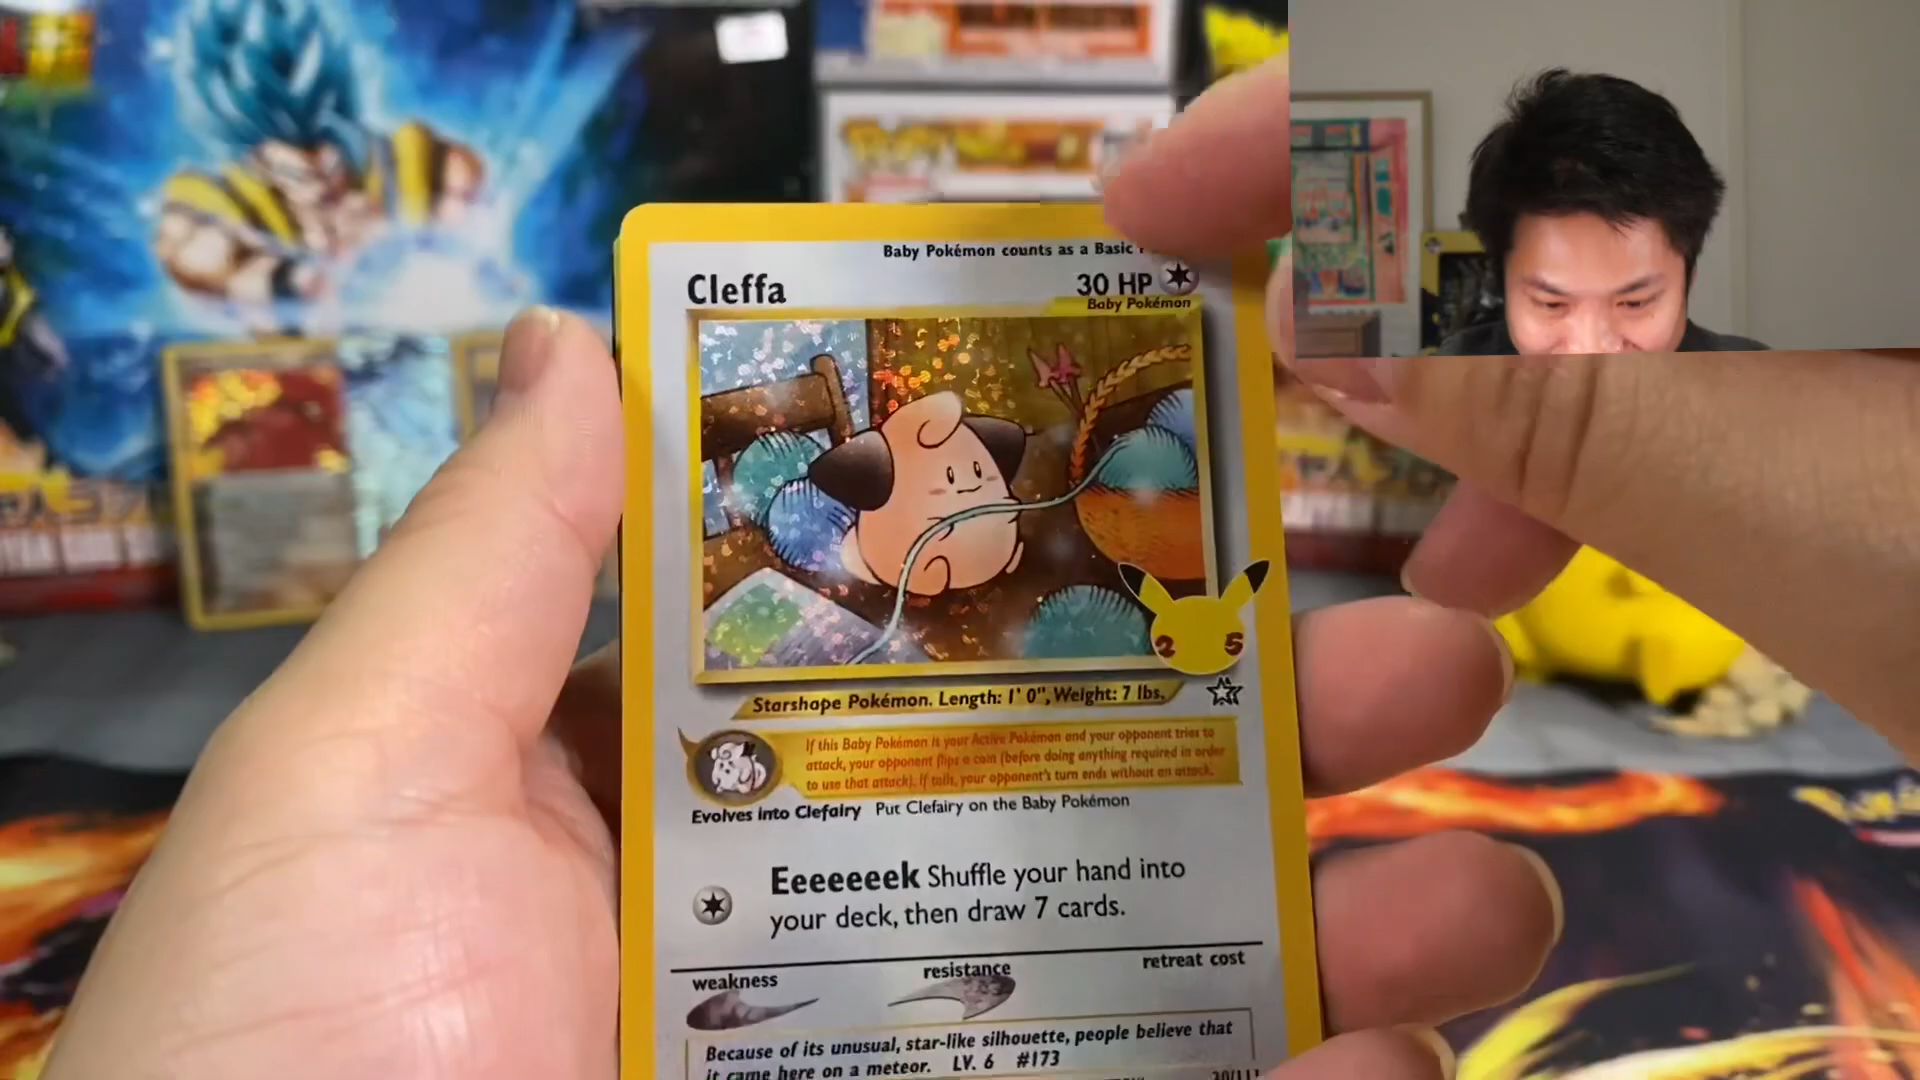 Baby Pokémon counts as a Basic
Cleffa
30 HP
Baby Pokémon
2 5
Starshape Pokémon. Length: 1' 0", Weight: 7 lbs.
If this Baby Pokémon is your Active Pokémon and your opponent tries to
attack, your opponent flips a coin (before doing anything required in order
to use that attack). If tails, your opponent's turn ends without an attack.
Evolves into Clefairy Put Clefairy on the Baby Pokémon
Eeeeeeek Shuffle your hand into
your deck, then draw 7 cards.
weakness
resistance
retreat cost
Because of its unusual, star-like silhouette, people believe that
it came here on a meteor. LV. 6 #173